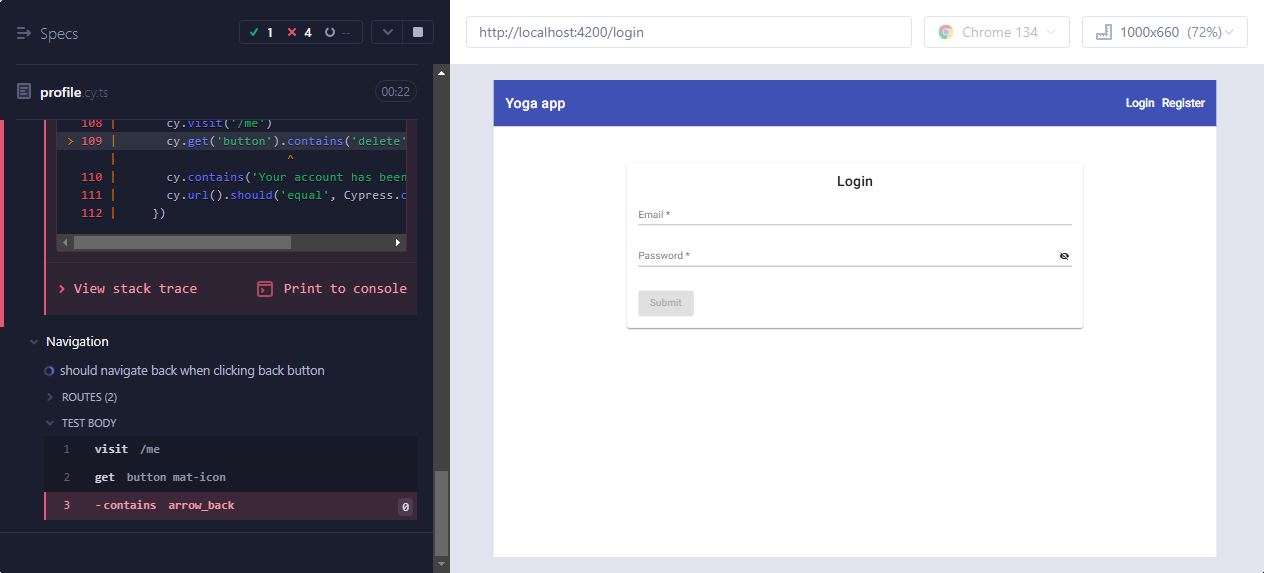 Specs
1 4 --
profile.cy.ts 00:22
108 | cy.visit('/me')
> 109 | cy.get('button').contains('delete'
| ^
110 | cy.contains('Your account has been
111 | cy.url().should('equal', Cypress.c
112 | })
View stack trace Print to console
Navigation
should navigate back when clicking back button
ROUTES (2)
TEST BODY
1 visit /me
2 get button mat-icon
3 -contains arrow_back 0
http://localhost:4200/login Chrome 134 1000x660 (72%)
Yoga app Login Register
Login
Email *
Password *
Submit